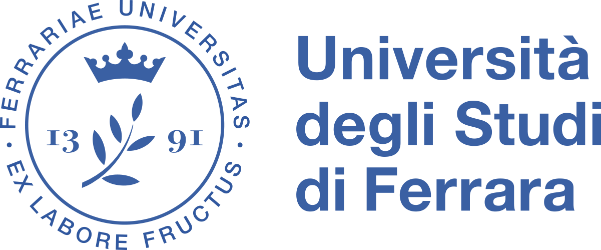 FERRARIAE UNIVERSITAS
13 91
· EX LABORE FRUCTUS ·
Università
degli Studi
di Ferrara